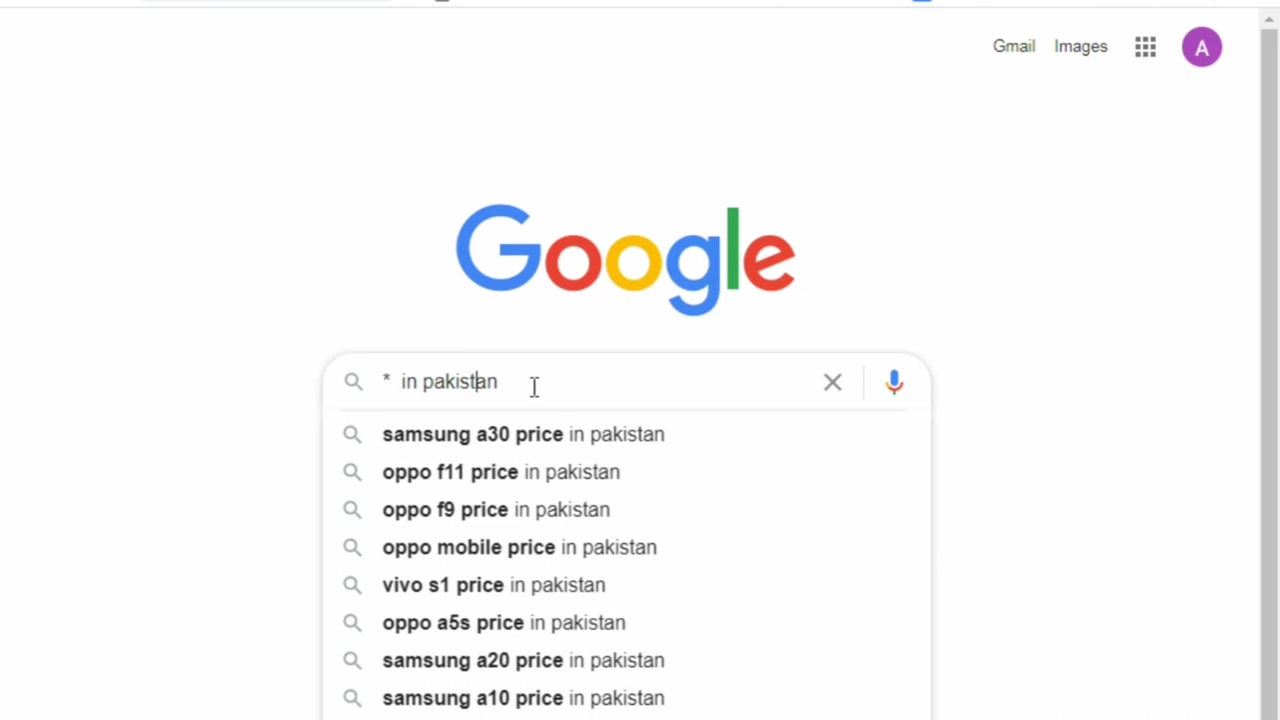 Gmail Images A
Google
* in pakistan
samsung a30 price in pakistan
oppo f11 price in pakistan
oppo f9 price in pakistan
oppo mobile price in pakistan
vivo s1 price in pakistan
oppo a5s price in pakistan
samsung a20 price in pakistan
samsung a10 price in pakistan